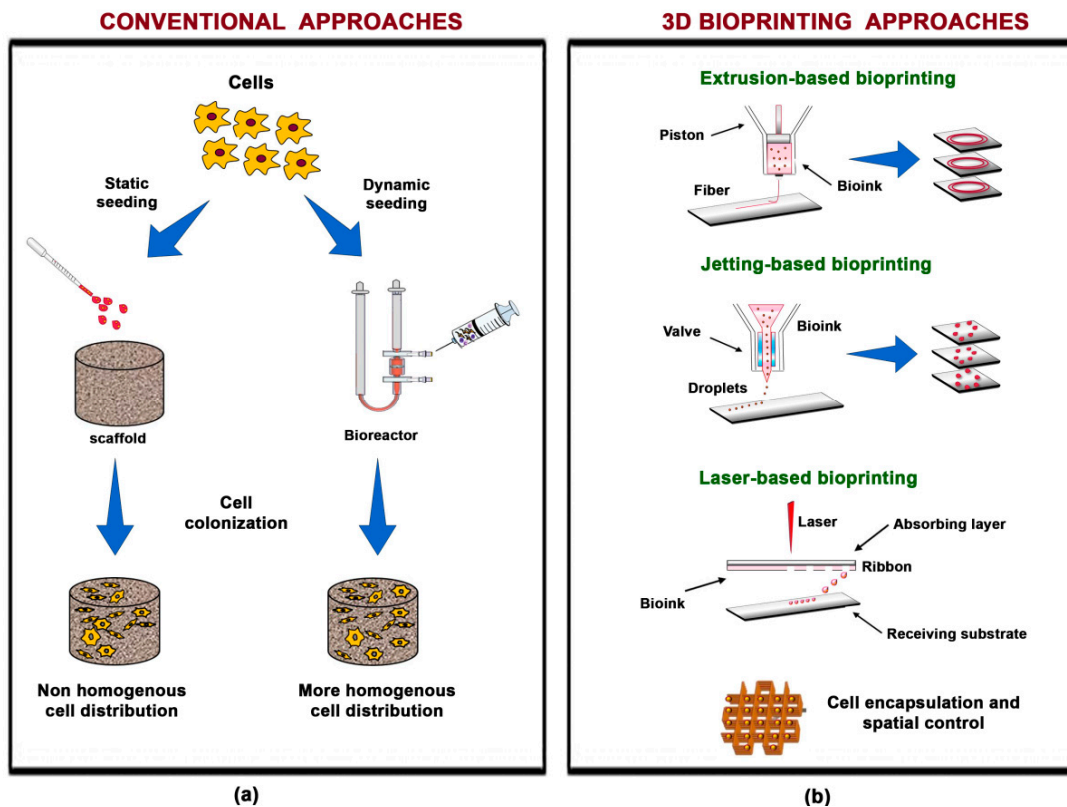 CONVENTIONAL APPROACHES
Cells
Static
seeding
Dynamic
seeding
scaffold
Bioreactor
Cell
colonization
Non homogenous
cell distribution
More homogenous
cell distribution
(a)
3D BIOPRINTING APPROACHES
Extrusion-based bioprinting
Piston
Bioink
Fiber
Jetting-based bioprinting
Valve
Bioink
Droplets
Laser-based bioprinting
Laser
Absorbing layer
Ribbon
Bioink
Receiving substrate
Cell encapsulation and
spatial control
(b)